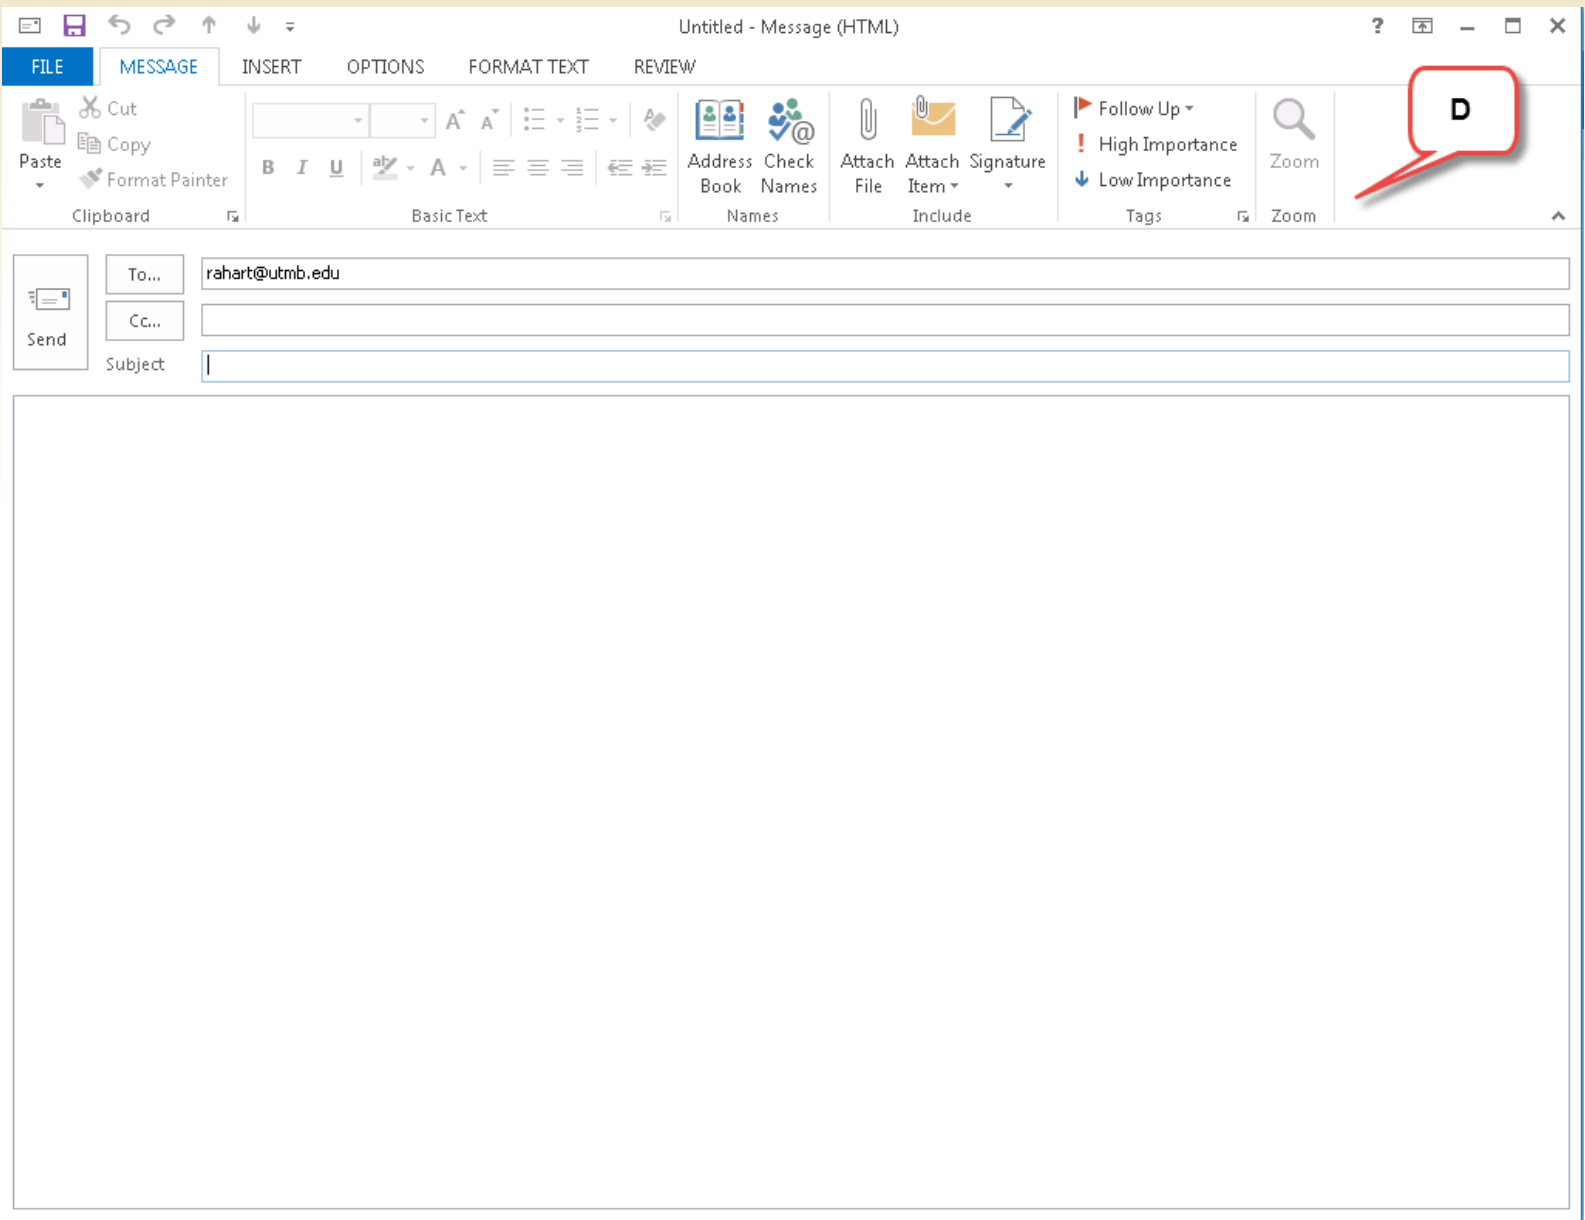 Untitled - Message (HTML)
?
FILE MESSAGE INSERT OPTIONS FORMAT TEXT REVIEW
D
Paste
Cut
Copy
Format Painter
Clipboard
B I U A
Basic Text
Address Book
Check Names
Names
Attach File
Attach Item
Signature
Include
Follow Up
High Importance
Low Importance
Tags
Zoom
Zoom
Send
To... rahart@utmb.edu
Cc...
Subject